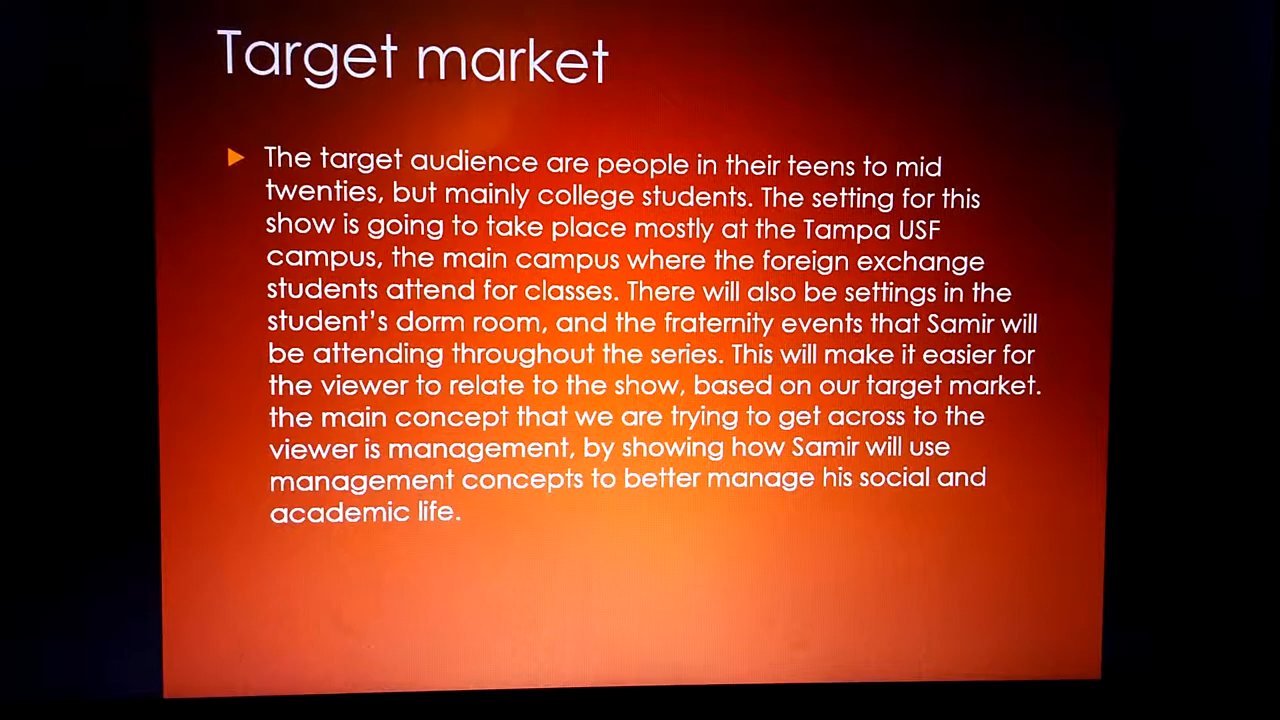 Target market
The target audience are people in their teens to mid
twenties, but mainly college students. The setting for this
show is going to take place mostly at the Tampa USF
campus, the main campus where the foreign exchange
students attend for classes. There will also be settings in the
student's dorm room, and the fraternity events that Samir will
be attending throughout the series. This will make it easier for
the viewer to relate to the show, based on our target market.
the main concept that we are trying to get across to the
viewer is management, by showing how Samir will use
management concepts to better manage his social and
academic life.